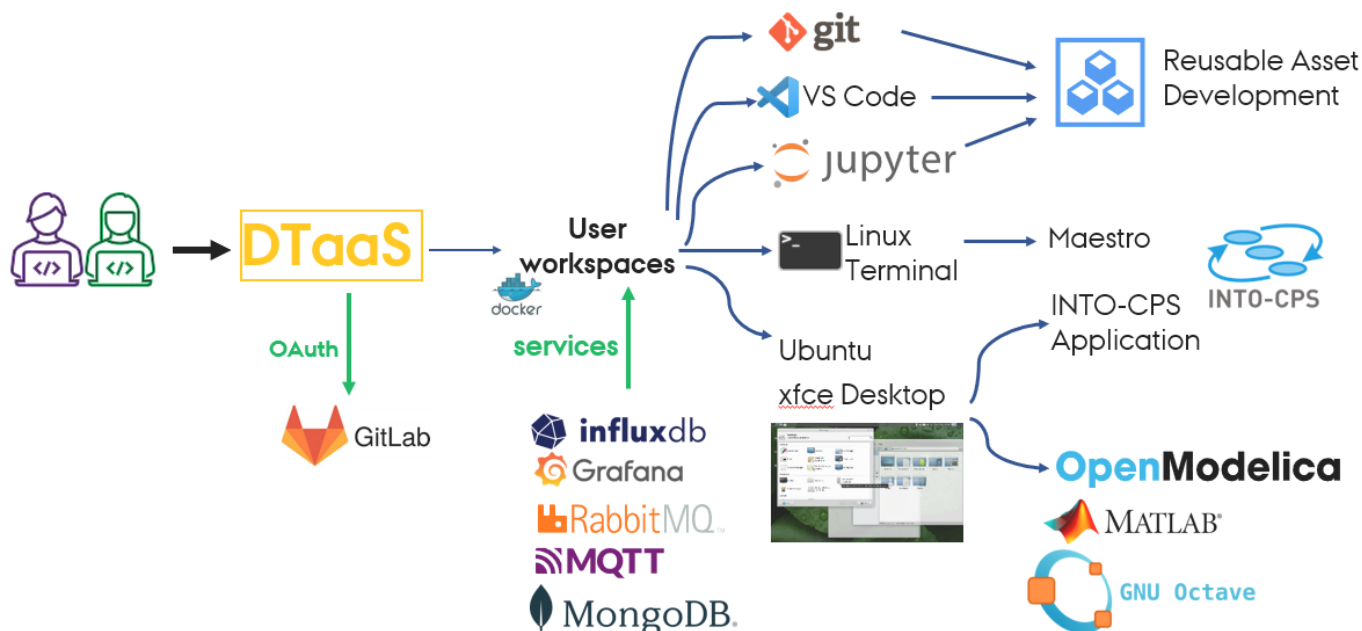 git
VS Code
Jupyter
Reusable Asset
Development
</>
</>
DTaaS
User
workspaces
docker
Linux
Terminal
>_
Maestro
INTO-CPS
INTO-CPS
Application
OAuth
services
GitLab
Ubuntu
xfce Desktop
influxdb
Grafana
RabbitMQ
TM
MQTT
MongoDB®
OpenModelica
MATLAB®
GNU Octave